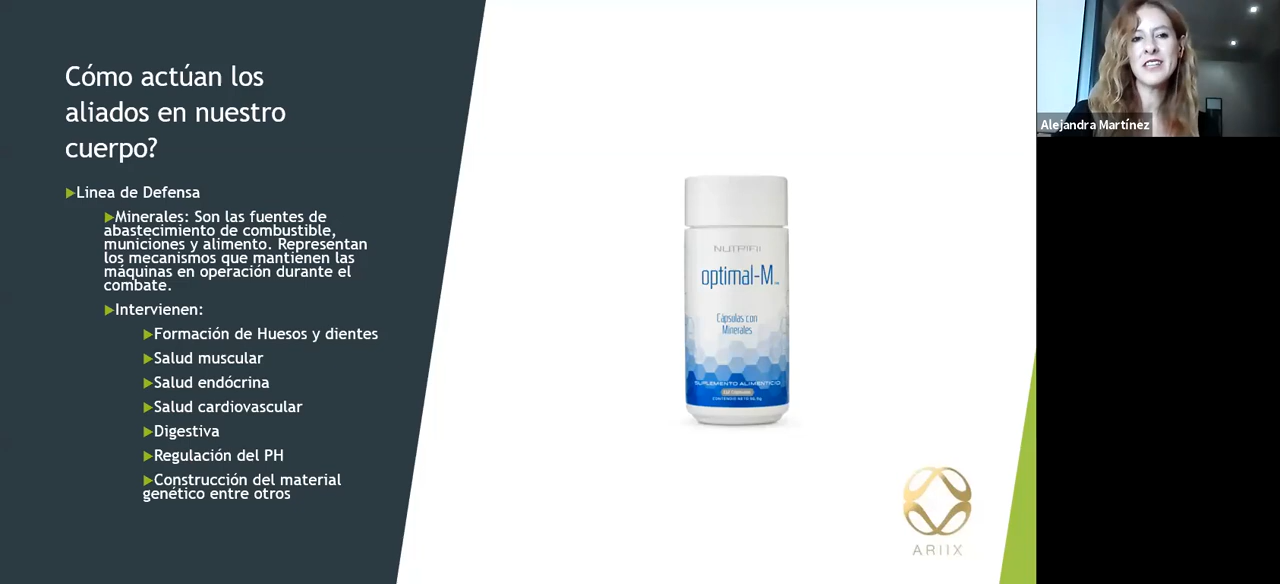 Cómo actúan los
aliados en nuestro
cuerpo?
Linea de Defensa
Minerales: Son las fuentes de
abastecimiento de combustible,
municiones y alimento. Representan
los mecanismos que mantienen las
máquinas en operación durante el
combate.
Intervienen:
Formación de Huesos y dientes
Salud muscular
Salud endócrina
Salud cardiovascular
Digestiva
Regulación del PH
Construcción del material
genético entre otros
NUTRIFII
optimal-M
Cápsulas con
Minerales
SUPLEMENTO ALIMENTICIO
ARIIX
Alejandra Martínez